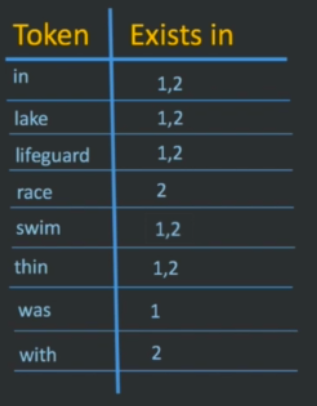 Token Exists in
in 1,2
lake 1,2
lifeguard 1,2
race 2
swim 1,2
thin 1,2
was 1
with 2